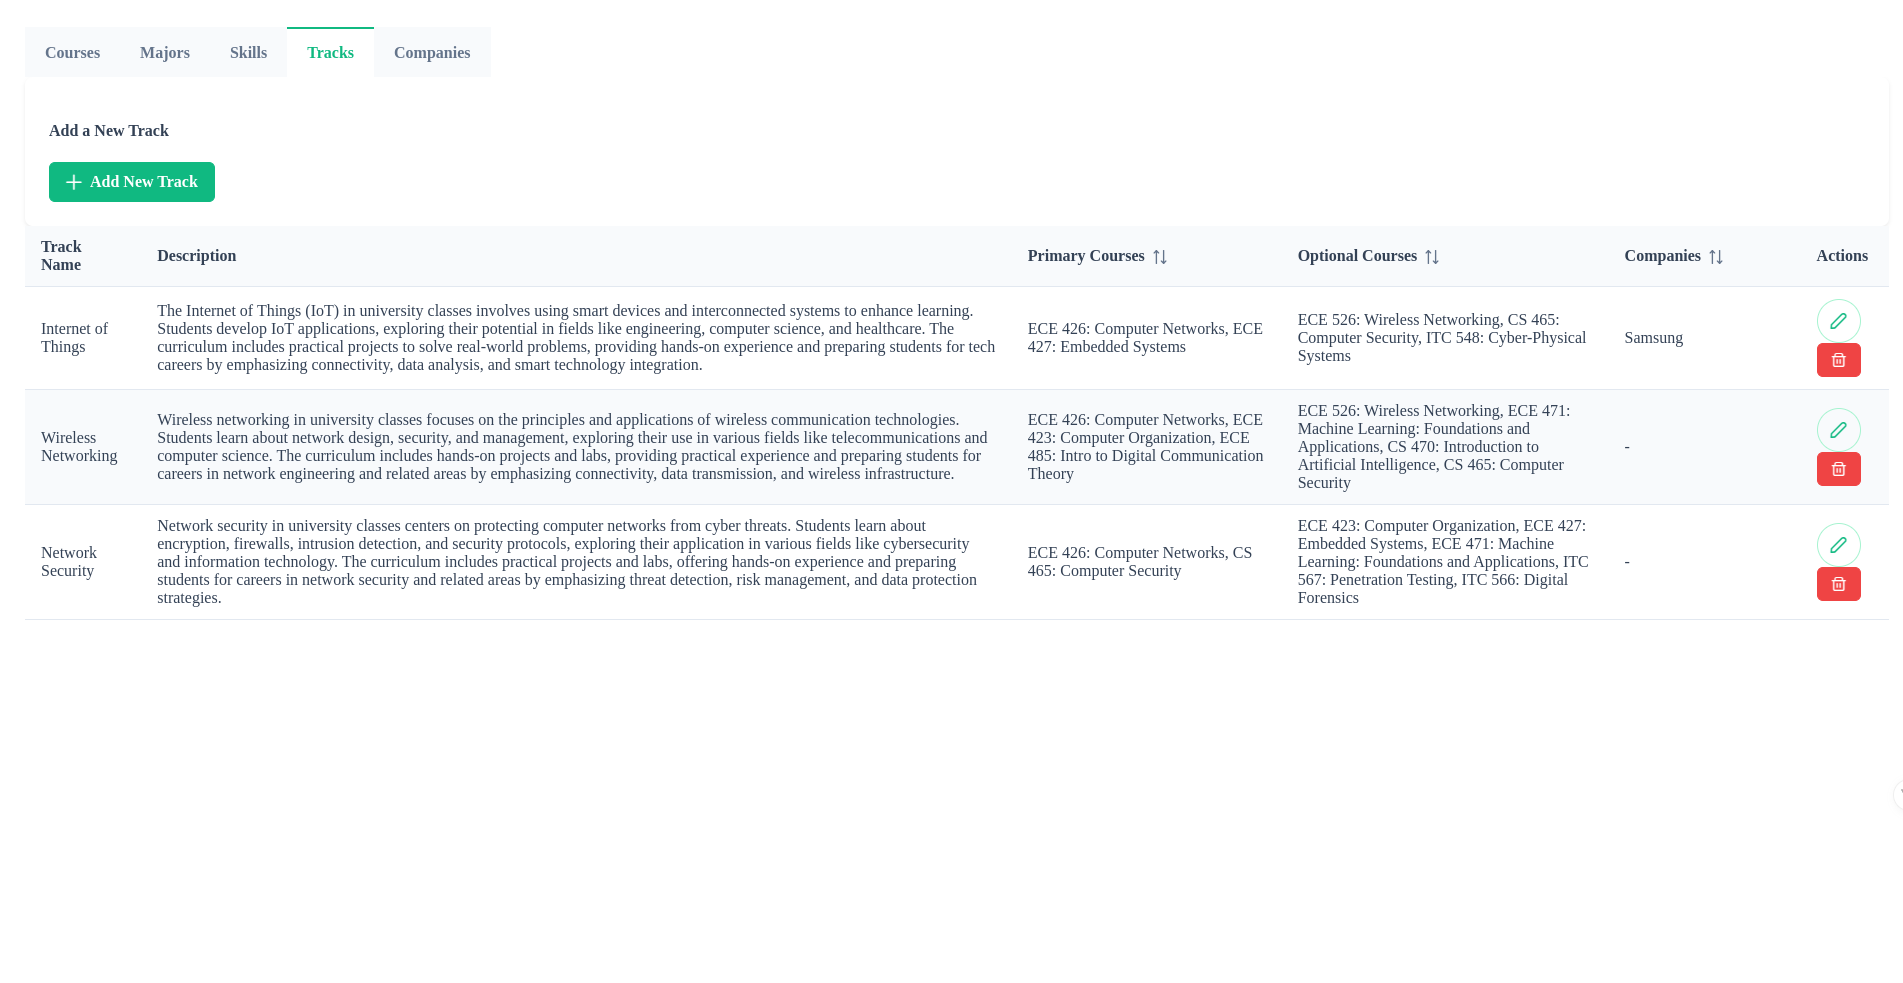 Courses Majors Skills Tracks Companies
Add a New Track
Add New Track
Track
Name
Description
Primary Courses
Optional Courses
Companies
Actions
Internet of
Things
The Internet of Things (IoT) in university classes involves using smart devices and interconnected systems to enhance learning.
Students develop IoT applications, exploring their potential in fields like engineering, computer science, and healthcare. The
curriculum includes practical projects to solve real-world problems, providing hands-on experience and preparing students for tech
careers by emphasizing connectivity, data analysis, and smart technology integration.
ECE 426: Computer Networks, ECE
427: Embedded Systems
ECE 526: Wireless Networking, CS 465:
Computer Security, ITC 548: Cyber-Physical
Systems
Samsung
Wireless
Networking
Wireless networking in university classes focuses on the principles and applications of wireless communication technologies.
Students learn about network design, security, and management, exploring their use in various fields like telecommunications and
computer science. The curriculum includes hands-on projects and labs, providing practical experience and preparing students for
careers in network engineering and related areas by emphasizing connectivity, data transmission, and wireless infrastructure.
ECE 426: Computer Networks, ECE
423: Computer Organization, ECE
485: Intro to Digital Communication
Theory
ECE 526: Wireless Networking, ECE 471:
Machine Learning: Foundations and
Applications, CS 470: Introduction to
Artificial Intelligence, CS 465: Computer
Security
-
Network
Security
Network security in university classes centers on protecting computer networks from cyber threats. Students learn about
encryption, firewalls, intrusion detection, and security protocols, exploring their application in various fields like cybersecurity
and information technology. The curriculum includes practical projects and labs, offering hands-on experience and preparing
students for careers in network security and related areas by emphasizing threat detection, risk management, and data protection
strategies.
ECE 426: Computer Networks, CS
465: Computer Security
ECE 423: Computer Organization, ECE 427:
Embedded Systems, ECE 471: Machine
Learning: Foundations and Applications, ITC
567: Penetration Testing, ITC 566: Digital
Forensics
-